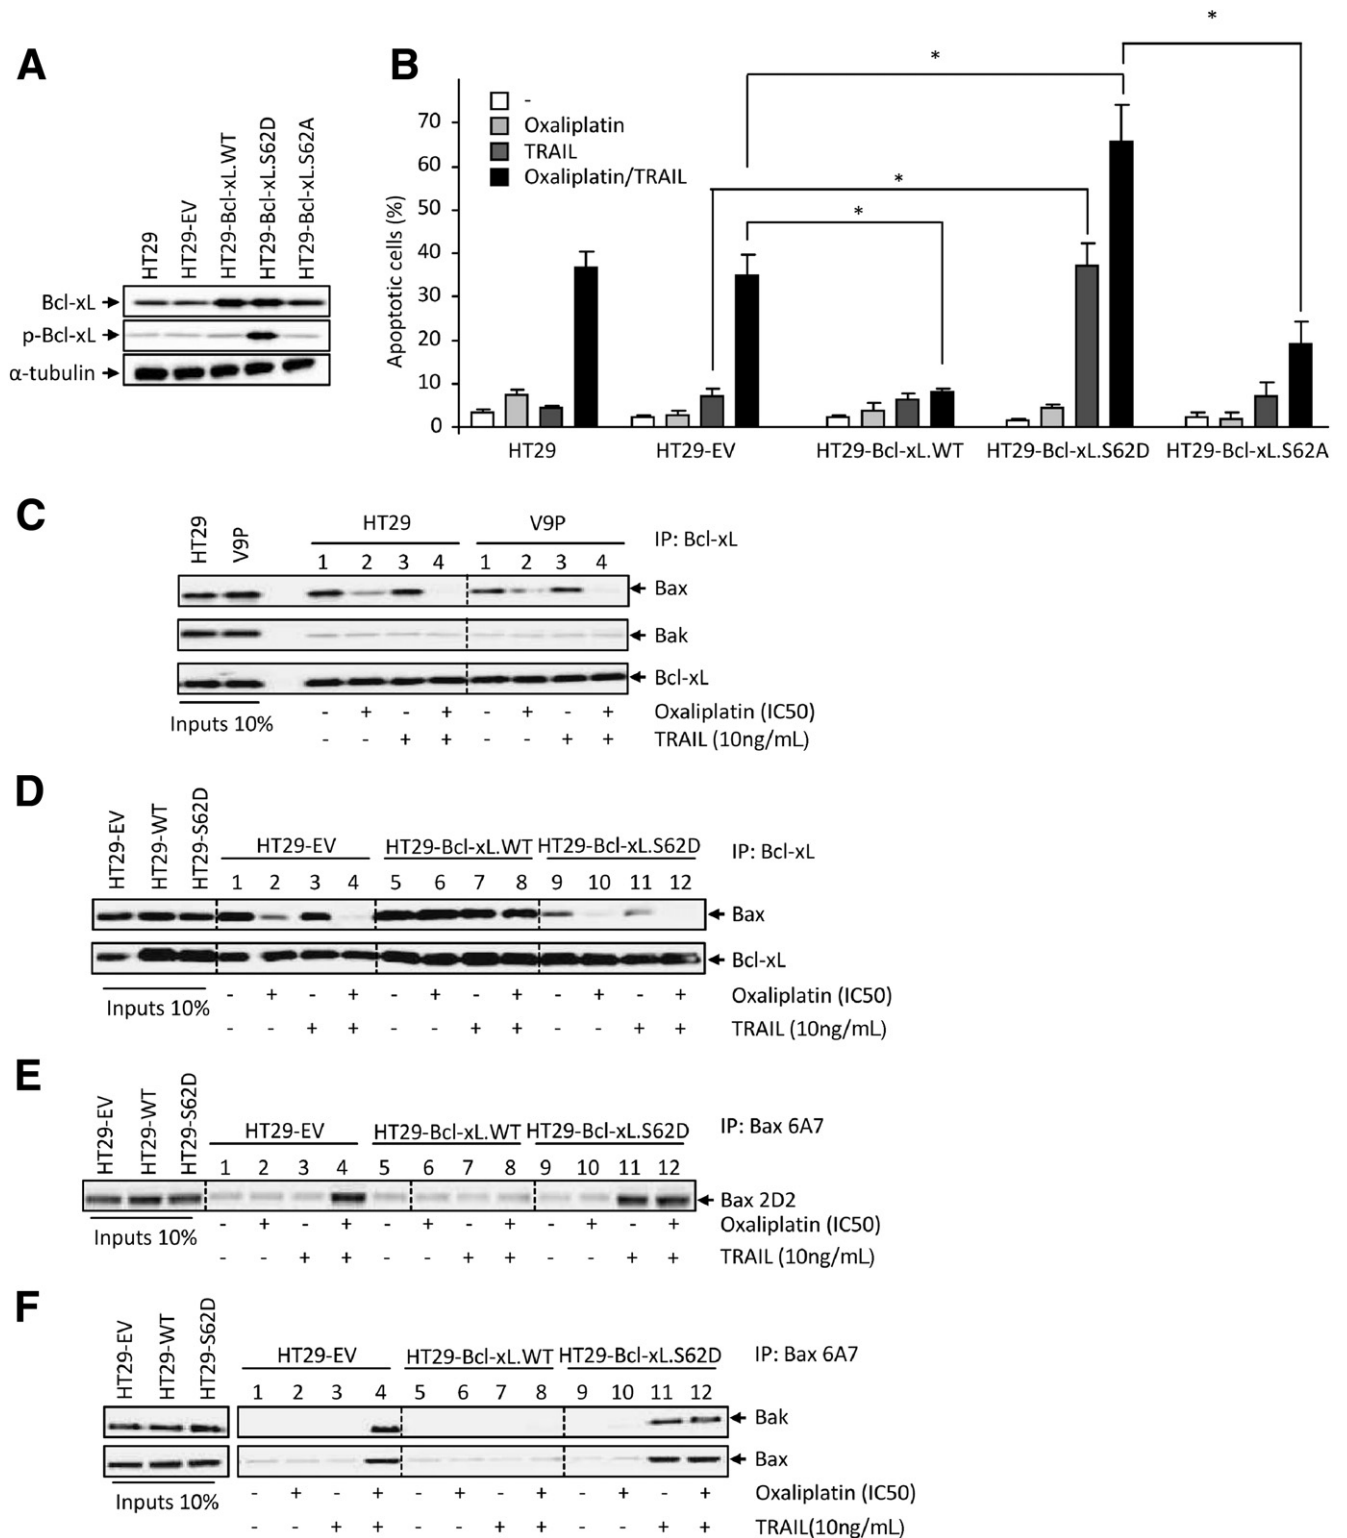 A
HT29
HT29-EV
HT29-Bcl-xL.WT
HT29-Bcl-xL.S62D
HT29-Bcl-xL.S62A
Bcl-xL
p-Bcl-xL
α-tubulin
B
*
*
*
*
-
Oxaliplatin
TRAIL
Oxaliplatin/TRAIL
Apoptotic cells (%)
70
60
50
40
30
20
10
0
HT29 HT29-EV HT29-Bcl-xL.WT HT29-Bcl-xL.S62D HT29-Bcl-xL.S62A
C
HT29
V9P
HT29 V9P IP: Bcl-xL
1 2 3 4 1 2 3 4
Bax
Bak
Bcl-xL
Inputs 10%
- + - + - + - + Oxaliplatin (IC50)
- - + + - - + + TRAIL (10ng/mL)
D
HT29-EV
HT29-WT
HT29-S62D
HT29-EV HT29-Bcl-xL.WT HT29-Bcl-xL.S62D IP: Bcl-xL
1 2 3 4 5 6 7 8 9 10 11 12
Bax
Bcl-xL
Inputs 10%
- + - + - + - + - + - + Oxaliplatin (IC50)
- - + + - - + + - - + + TRAIL (10ng/mL)
E
HT29-EV
HT29-WT
HT29-S62D
HT29-EV HT29-Bcl-xL.WT HT29-Bcl-xL.S62D IP: Bax 6A7
1 2 3 4 5 6 7 8 9 10 11 12
Bax 2D2
Inputs 10%
- + - + - + - + - + - + Oxaliplatin (IC50)
- - + + - - + + - - + + TRAIL (10ng/mL)
F
HT29-EV
HT29-WT
HT29-S62D
HT29-EV HT29-Bcl-xL.WT HT29-Bcl-xL.S62D IP: Bax 6A7
1 2 3 4 5 6 7 8 9 10 11 12
Bak
Bax
Inputs 10%
- + - + - + - + - + - + Oxaliplatin (IC50)
- - + + - - + + - - + + TRAIL(10ng/mL)